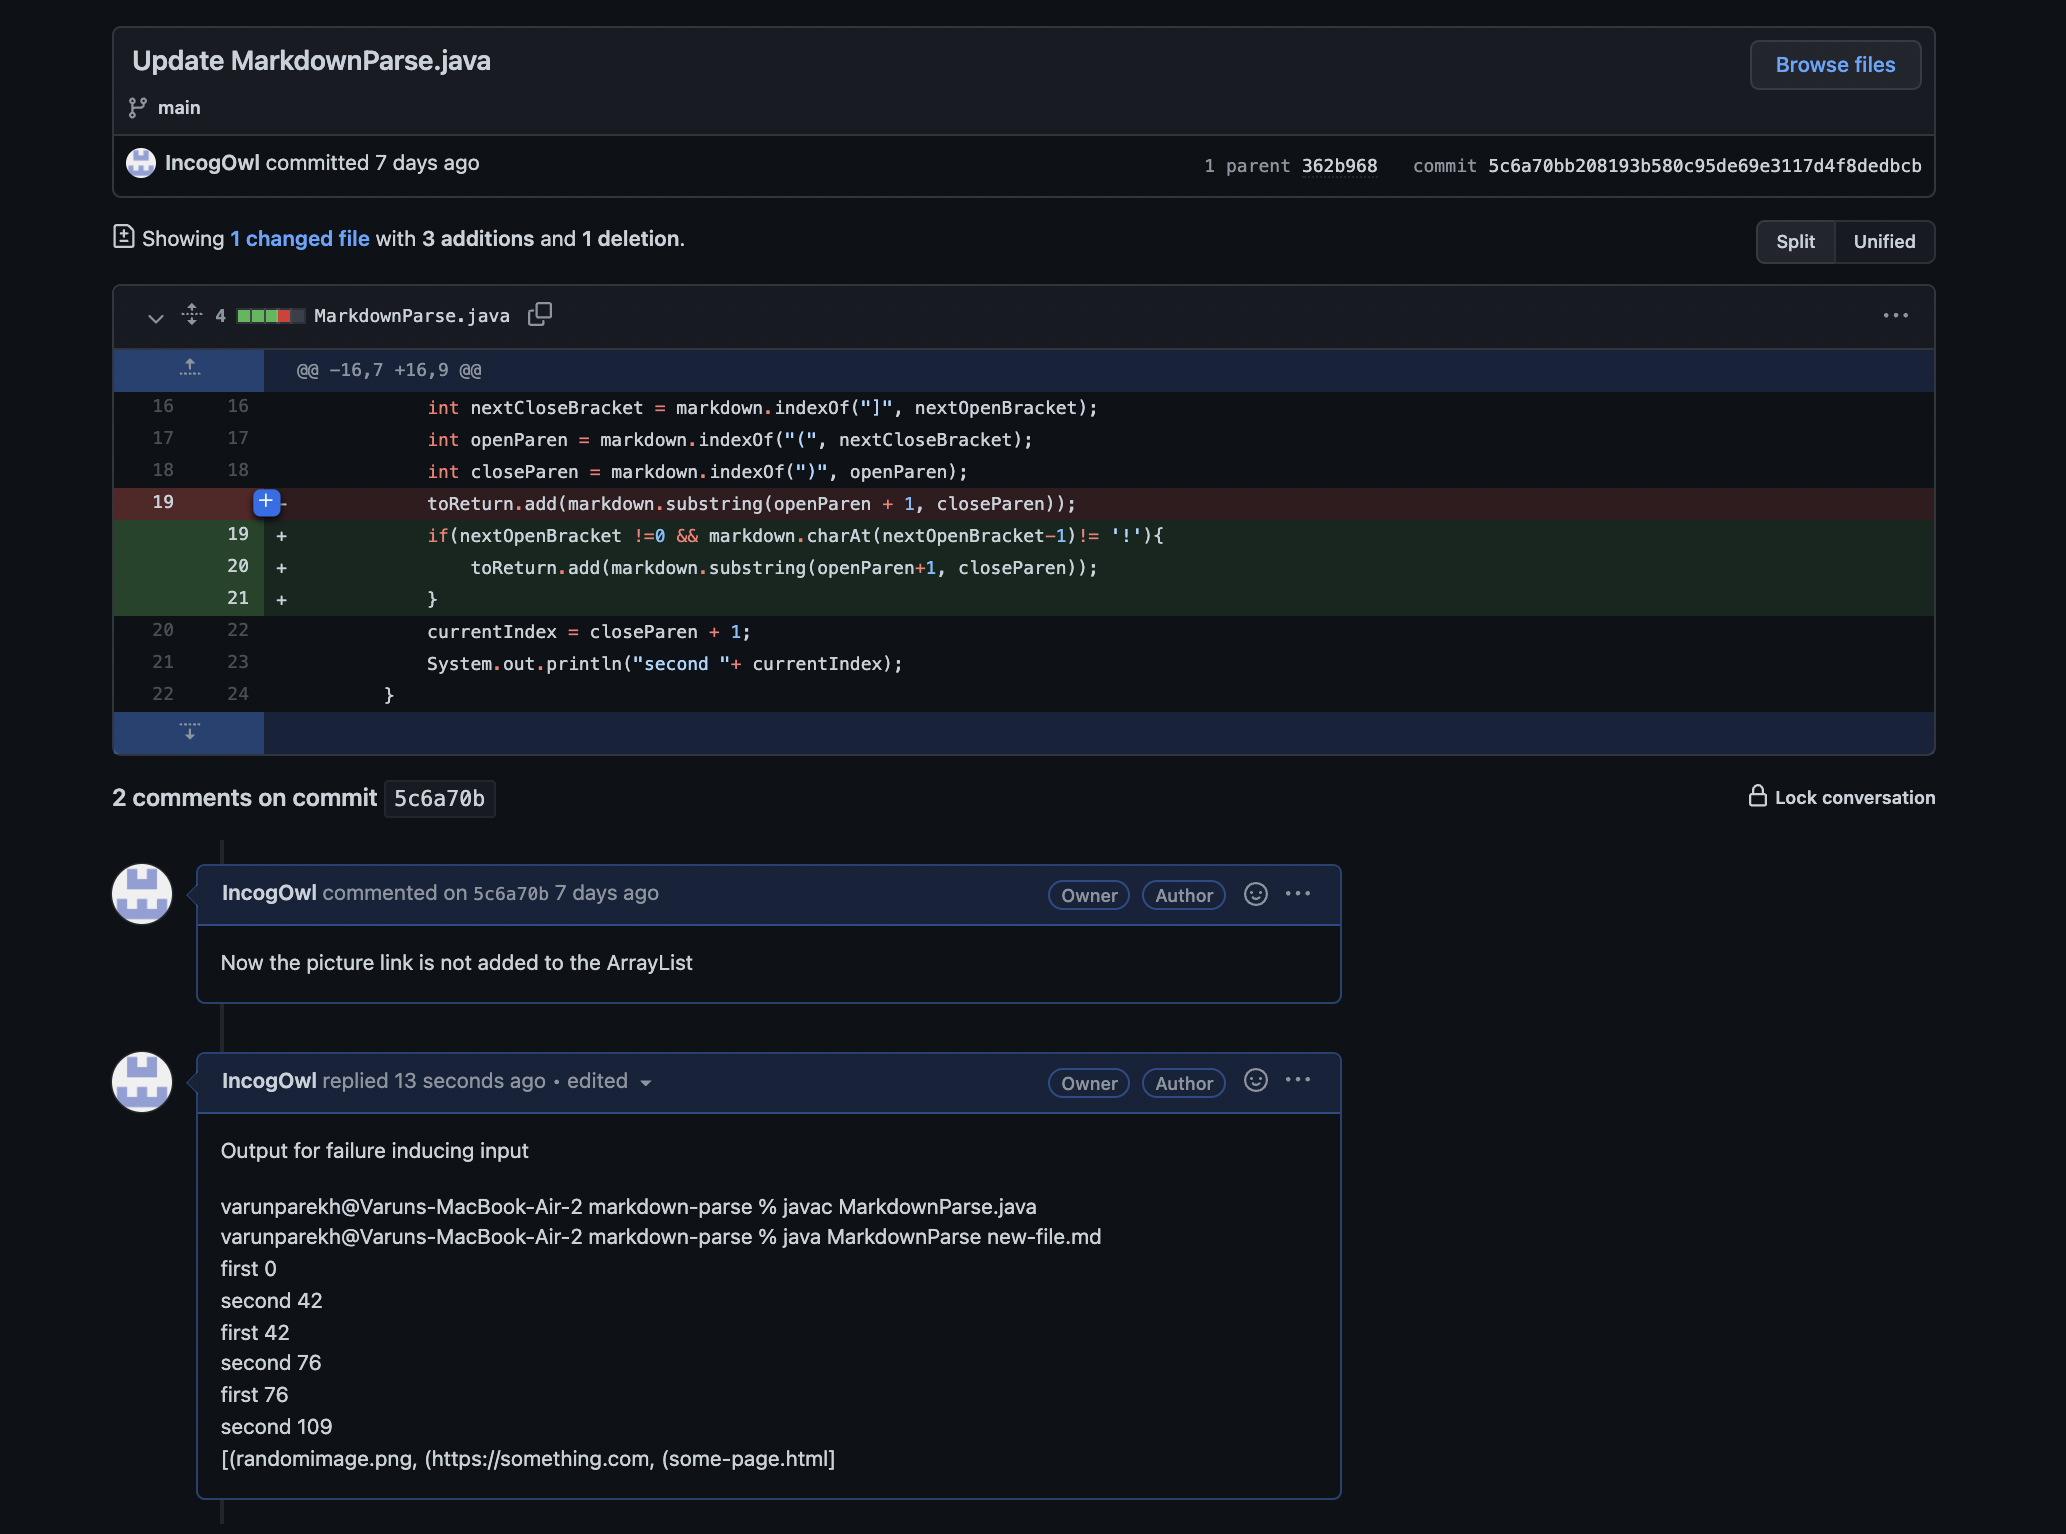 Update MarkdownParse.java
Browse files
main
IncogOwl committed 7 days ago
1 parent 362b968 commit 5c6a70bb208193b580c95de69e3117d4f8dedbcb
Showing 1 changed file with 3 additions and 1 deletion.
Split Unified
4 MarkdownParse.java
@@ -16,7 +16,9 @@
16 16 int nextCloseBracket = markdown.indexOf("]", nextOpenBracket);
17 17 int openParen = markdown.indexOf("(", nextCloseBracket);
18 18 int closeParen = markdown.indexOf(")", openParen);
19 - toReturn.add(markdown.substring(openParen + 1, closeParen));
19 + if(nextOpenBracket !=0 && markdown.charAt(nextOpenBracket-1)!= '!'){
20 + toReturn.add(markdown.substring(openParen+1, closeParen));
21 + }
20 22 currentIndex = closeParen + 1;
21 23 System.out.println("second "+ currentIndex);
22 24 }
2 comments on commit 5c6a70b
Lock conversation
IncogOwl commented on 5c6a70b 7 days ago
Owner Author
Now the picture link is not added to the ArrayList
IncogOwl replied 13 seconds ago • edited
Owner Author
Output for failure inducing input
varunparekh@Varuns-MacBook-Air-2 markdown-parse % javac MarkdownParse.java
varunparekh@Varuns-MacBook-Air-2 markdown-parse % java MarkdownParse new-file.md
first 0
second 42
first 42
second 76
first 76
second 109
[(randomimage.png, (https://something.com, (some-page.html]